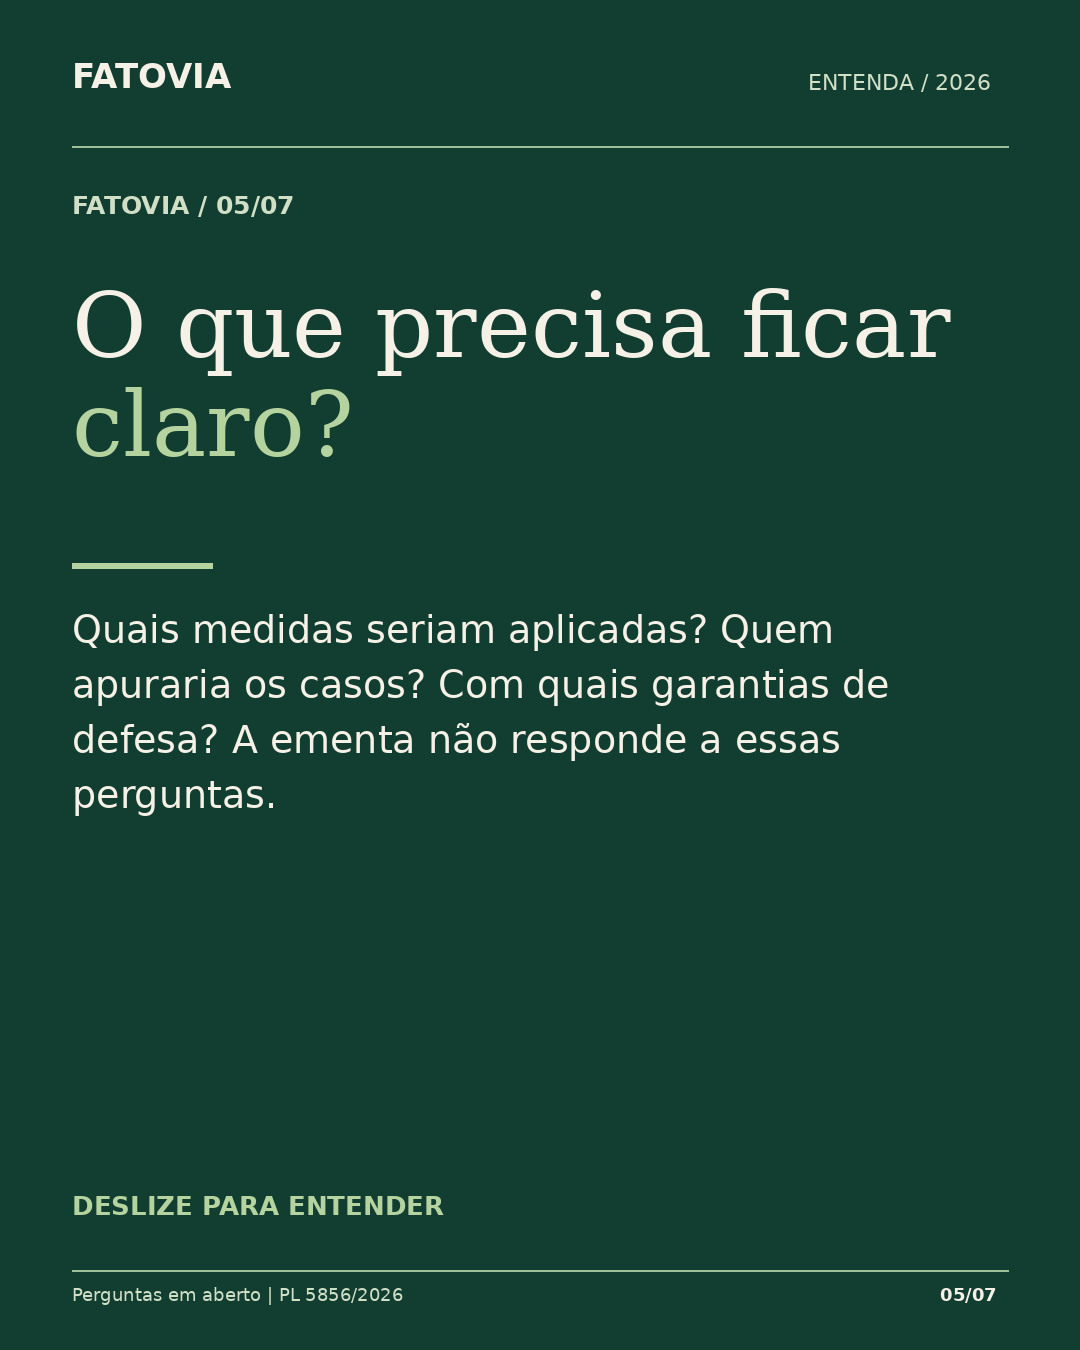 FATOVIA
ENTENDA / 2026
FATOVIA / 05/07
O que precisa ficar
claro?
Quais medidas seriam aplicadas? Quem
apuraria os casos? Com quais garantias de
defesa? A ementa não responde a essas
perguntas.
DESLIZE PARA ENTENDER
Perguntas em aberto | PL 5856/2026
05/07